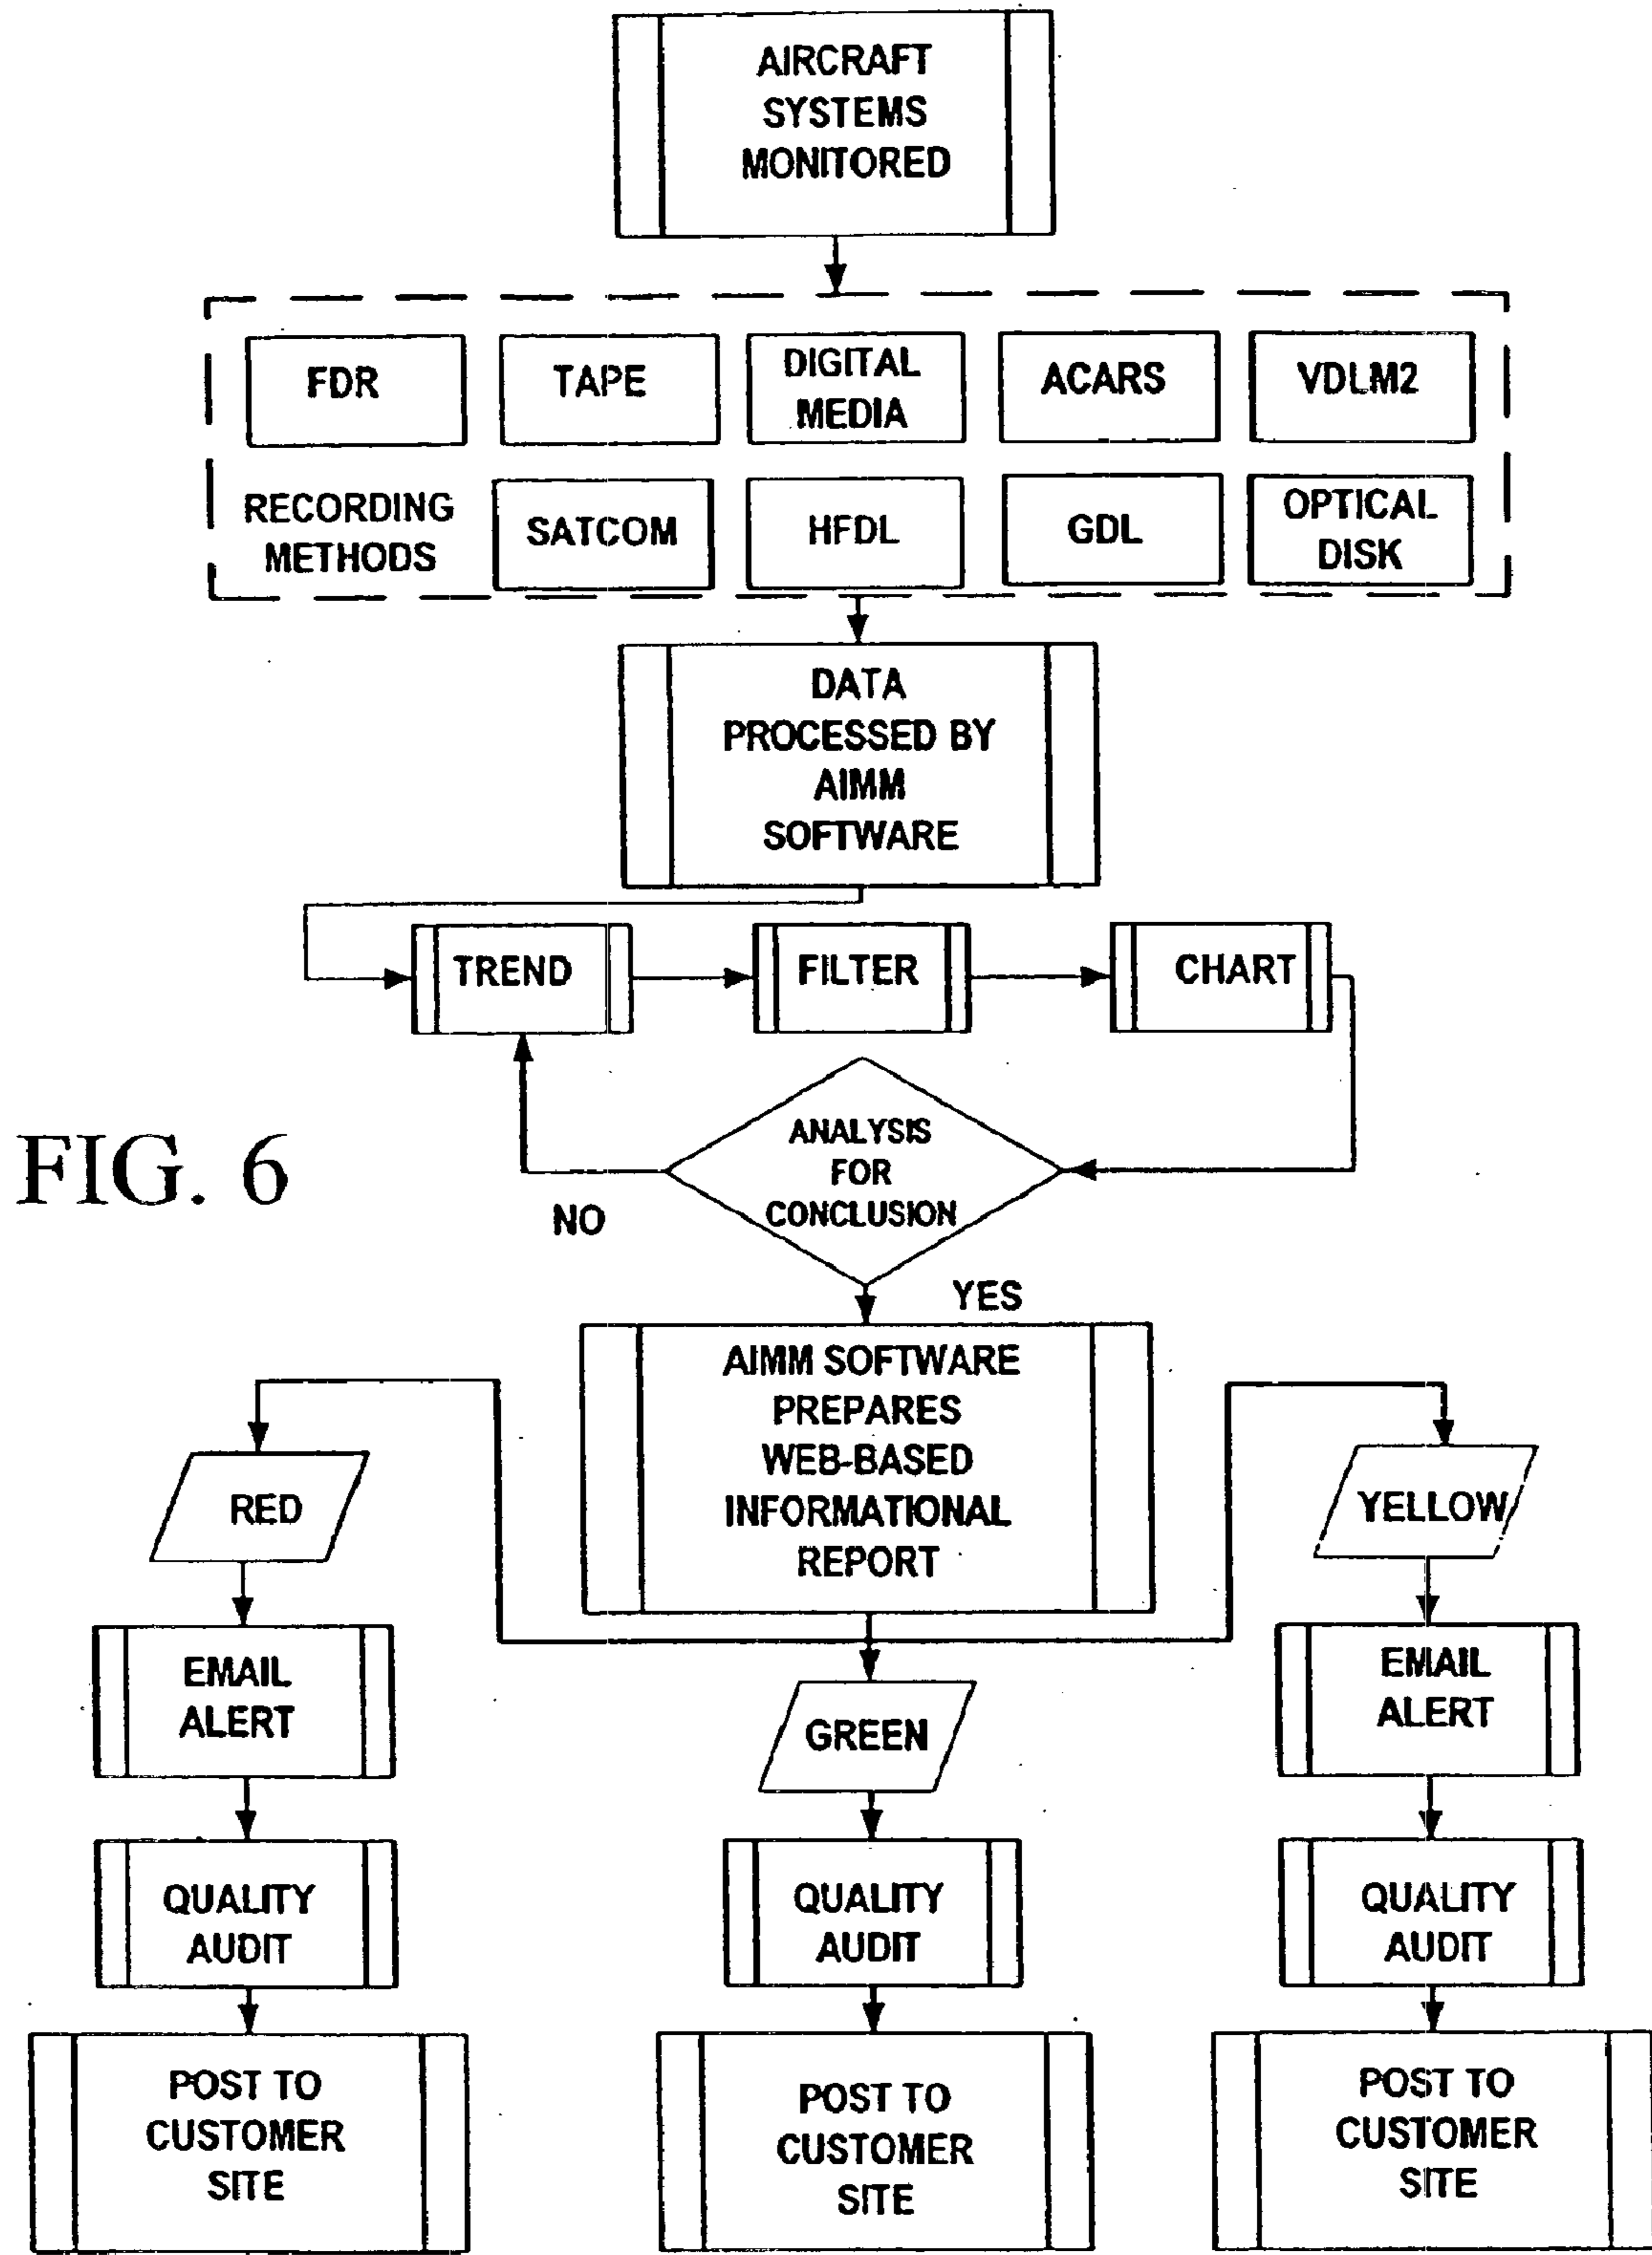 AIRCRAFT
SYSTEMS
MONITORED
FDR
TAPE
DIGITAL
MEDIA
ACARS
VDLM2
RECORDING
METHODS
SATCOM
HFDL
GDL
OPTICAL
DISK
DATA
PROCESSED BY
AIMM
SOFTWARE
TREND
FILTER
CHART
ANALYSIS
FOR
CONCLUSION
NO
YES
FIG. 6
AIMM SOFTWARE
PREPARES
WEB-BASED
INFORMATIONAL
REPORT
RED
YELLOW
GREEN
EMAIL
ALERT
EMAIL
ALERT
QUALITY
AUDIT
QUALITY
AUDIT
QUALITY
AUDIT
POST TO
CUSTOMER
SITE
POST TO
CUSTOMER
SITE
POST TO
CUSTOMER
SITE